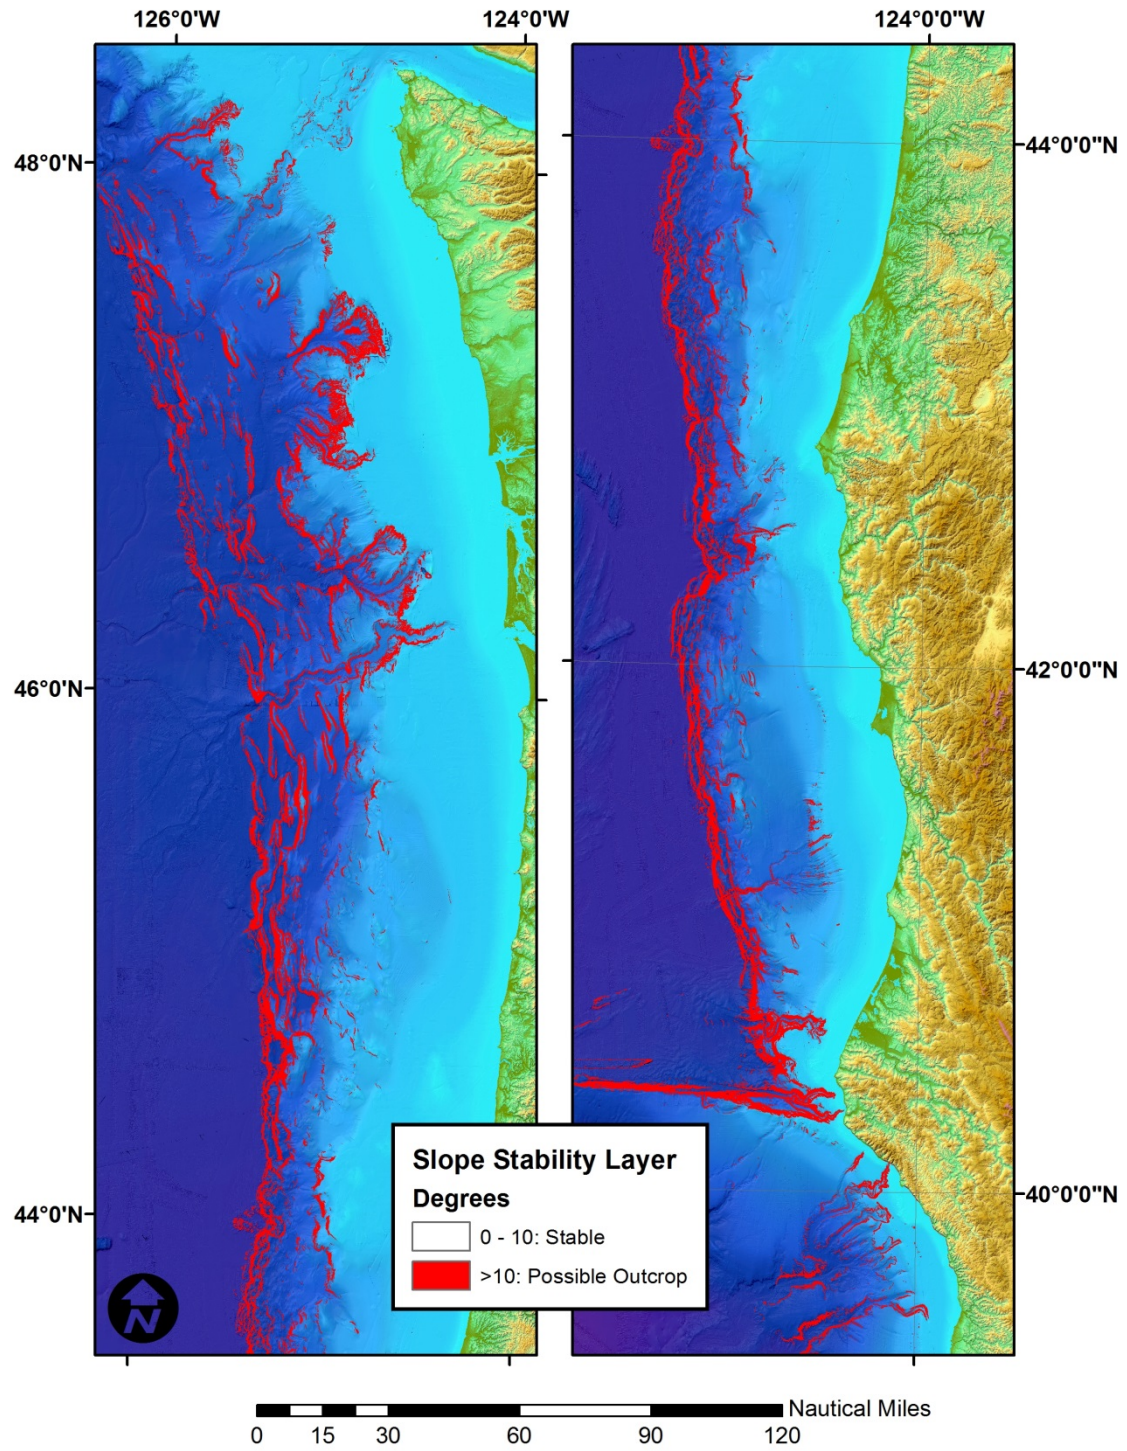 126°0'W
124°0'W
124°0'0"W
48°0'N
44°0'0"N
46°0'N
42°0'0"N
44°0'N
40°0'0"N
Slope Stability Layer
Degrees
0 - 10: Stable
>10: Possible Outcrop
N
Nautical Miles
0 15 30 60 90 120